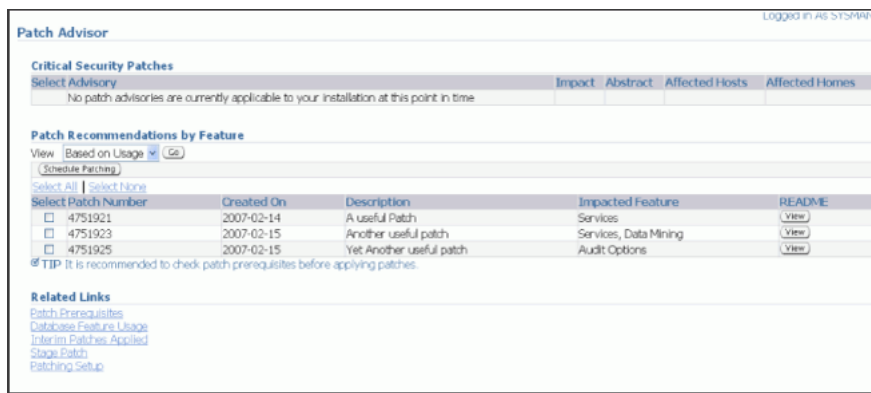 Logged in As SYSMAN
Patch Advisor
Critical Security Patches
Select Advisory Impact Abstract Affected Hosts Affected Homes
No patch advisories are currently applicable to your installation at this point in time
Patch Recommendations by Feature
View Based on Usage Go
Schedule Patching
Select All | Select None
Select Patch Number Created On Description Impacted Feature README
4751921 2007-02-14 A useful Patch Services View
4751923 2007-02-15 Another useful patch Services, Data Mining View
4751925 2007-02-15 Yet Another useful patch Audit Options View
TIP It is recommended to check patch prerequisites before applying patches.
Related Links
Patch Prerequisites
Database Feature Usage
Interim Patches Applied
Stage Patch
Patching Setup